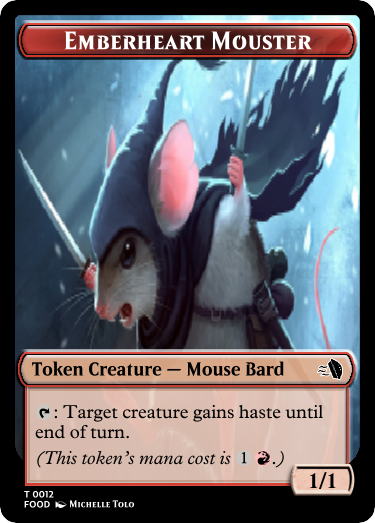 Emberheart Mouster
Token Creature — Mouse Bard
: Target creature gains haste until
end of turn.
(This token's mana cost is 1 .)
1/1
T 0012
FOOD Michelle Tolo